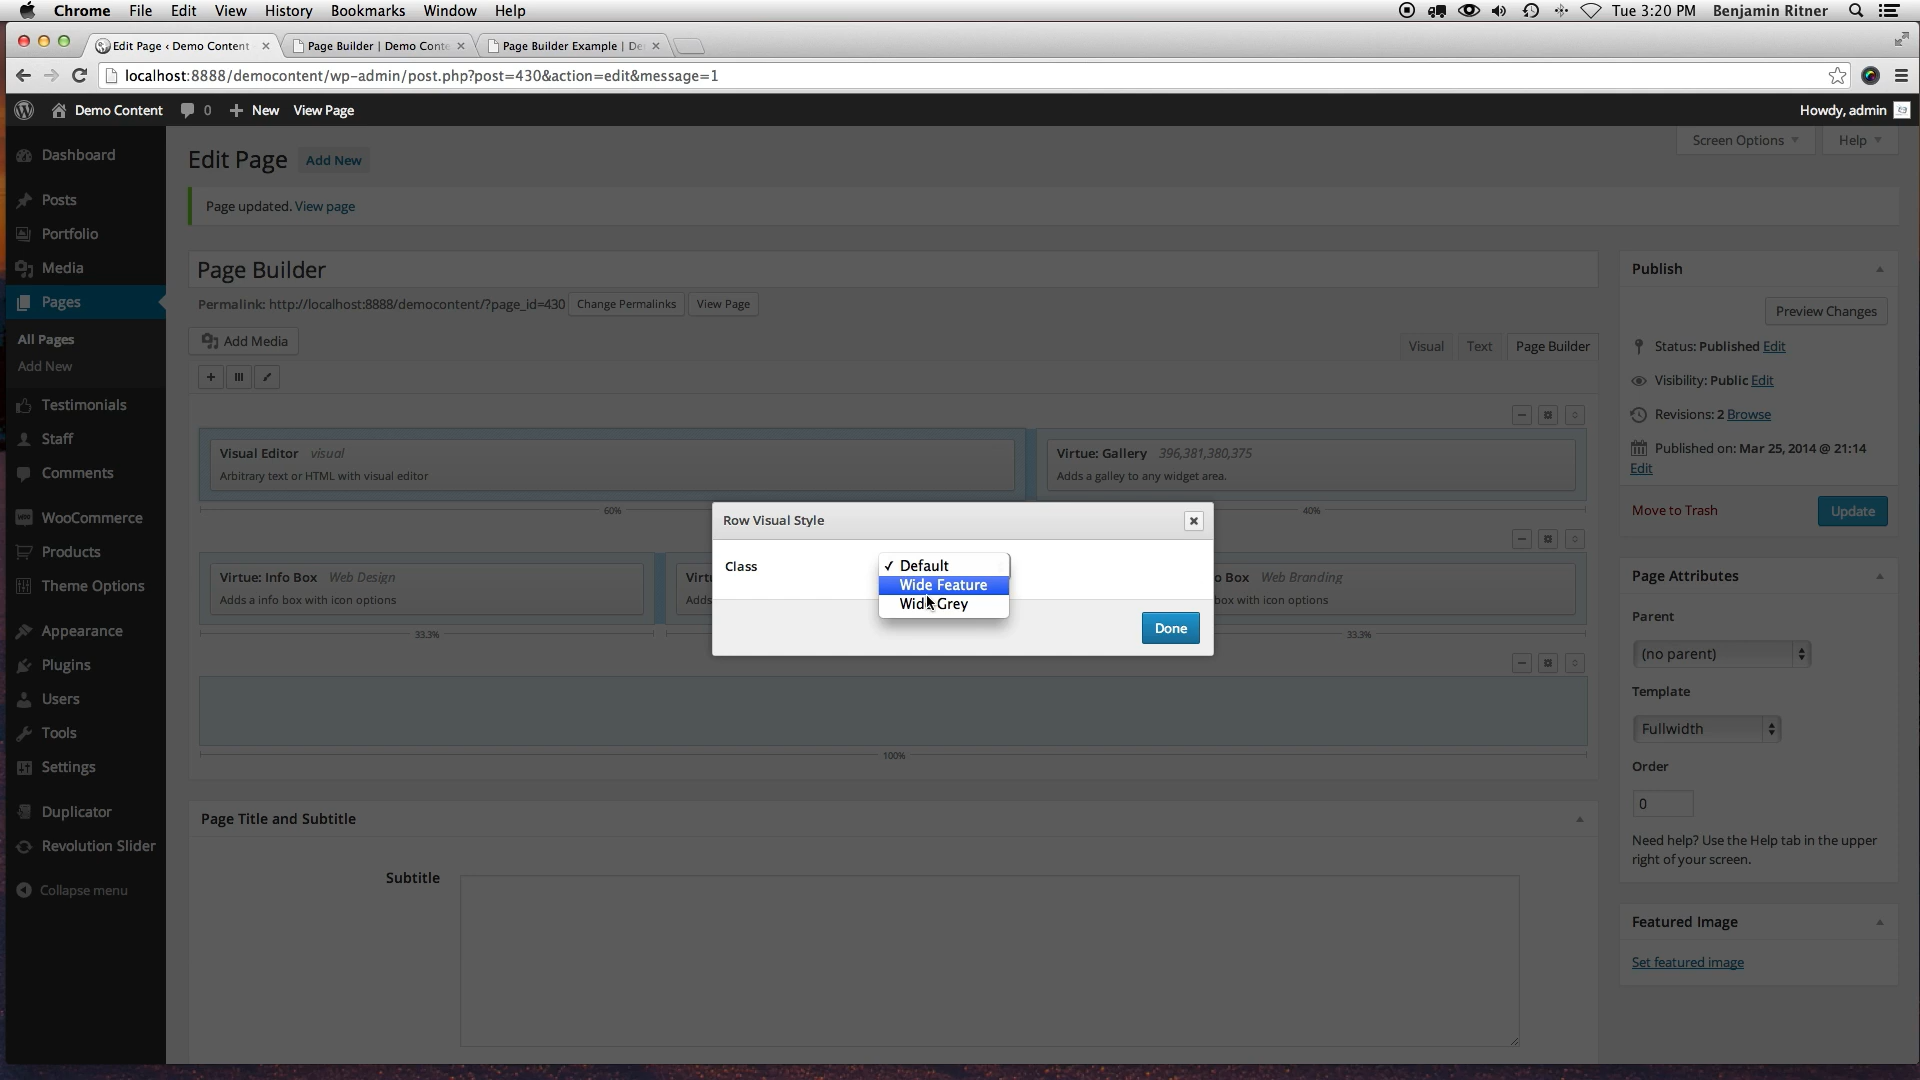 Chrome File Edit View History Bookmarks Window Help Tue 3:20 PM Benjamin Ritner
Edit Page ‹ Demo Content Page Builder | Demo Conte Page Builder Example | De
localhost:8888/democontent/wp-admin/post.php?post=430&action=edit&message=1
Demo Content 0 New View Page Howdy, admin
Screen Options Help
Dashboard
Posts
Portfolio
Media
Pages
All Pages
Add New
Testimonials
Staff
Comments
WooCommerce
Products
Theme Options
Appearance
Plugins
Users
Tools
Settings
Duplicator
Revolution Slider
Collapse menu
Edit Page Add New
Page updated. View page
Page Builder
Permalink: http://localhost:8888/democontent/?page_id=430 Change Permalinks View Page
Add Media Visual Text Page Builder
Visual Editor visual
Arbitrary text or HTML with visual editor
Virtue: Gallery 396,381,380,375
Adds a galley to any widget area.
60% 40%
Virtue: Info Box Web Design
Adds a info box with icon options
Virtu
Adds
o Box Web Branding
box with icon options
33.3% 33.3%
100%
Row Visual Style
Class
Default
Wide Feature
Wide Grey
Done
Page Title and Subtitle
Subtitle
Publish
Preview Changes
Status: Published Edit
Visibility: Public Edit
Revisions: 2 Browse
Published on: Mar 25, 2014 @ 21:14
Edit
Move to Trash Update
Page Attributes
Parent
(no parent)
Template
Fullwidth
Order
0
Need help? Use the Help tab in the upper
right of your screen.
Featured Image
Set featured image